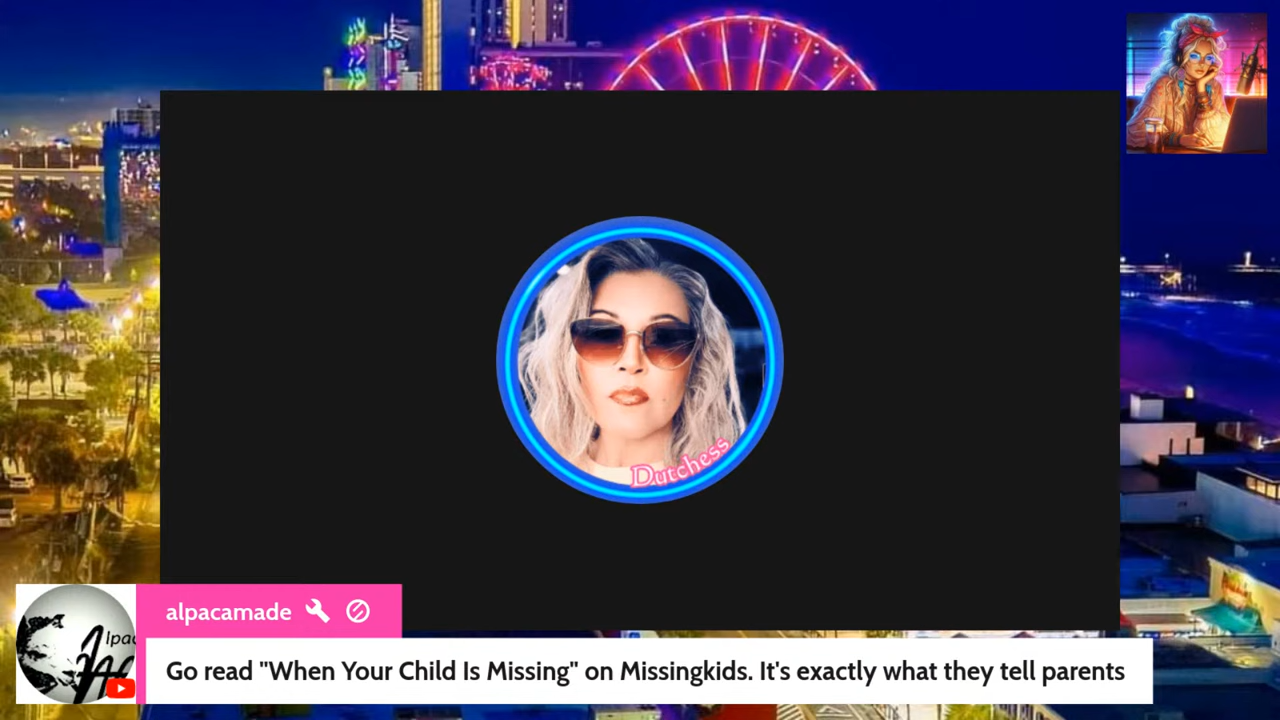 Dutchess
alpacamade
Go read "When Your Child Is Missing" on Missingkids. It's exactly what they tell parents